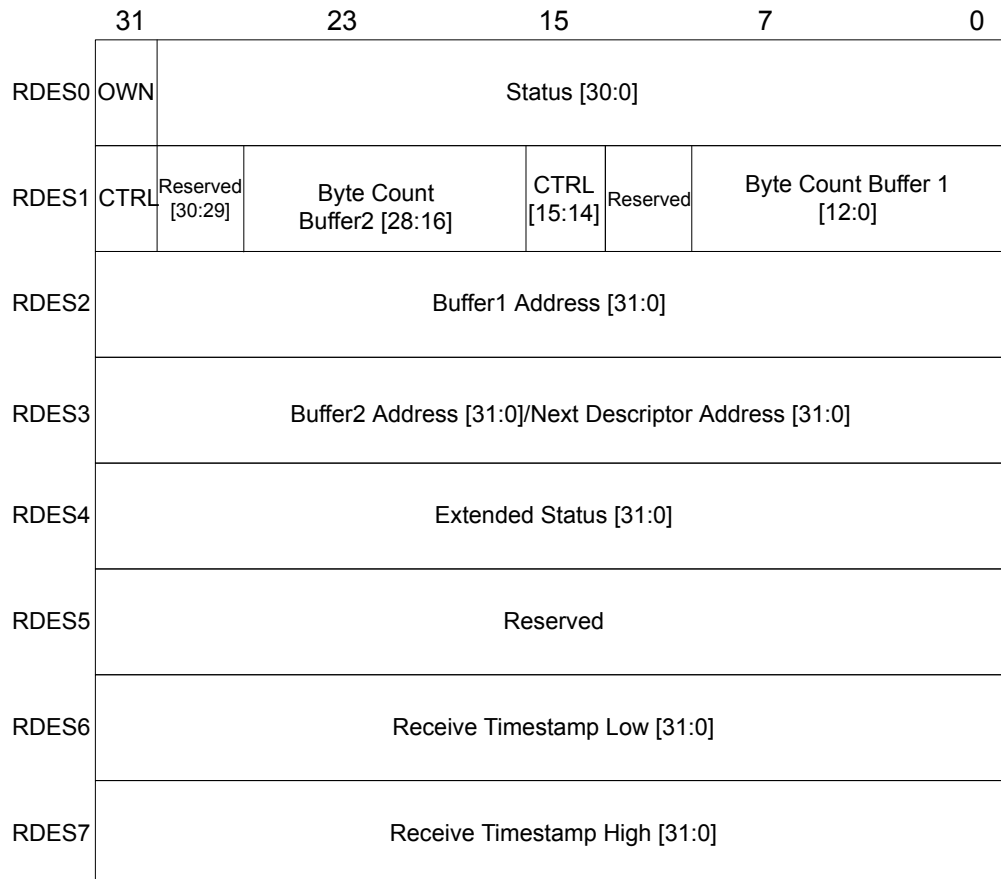 31 23 15 7 0
RDES0 OWN Status [30:0]
RDES1 CTRL Reserved [30:29] Byte Count Buffer2 [28:16] CTRL [15:14] Reserved Byte Count Buffer 1 [12:0]
RDES2 Buffer1 Address [31:0]
RDES3 Buffer2 Address [31:0]/Next Descriptor Address [31:0]
RDES4 Extended Status [31:0]
RDES5 Reserved
RDES6 Receive Timestamp Low [31:0]
RDES7 Receive Timestamp High [31:0]